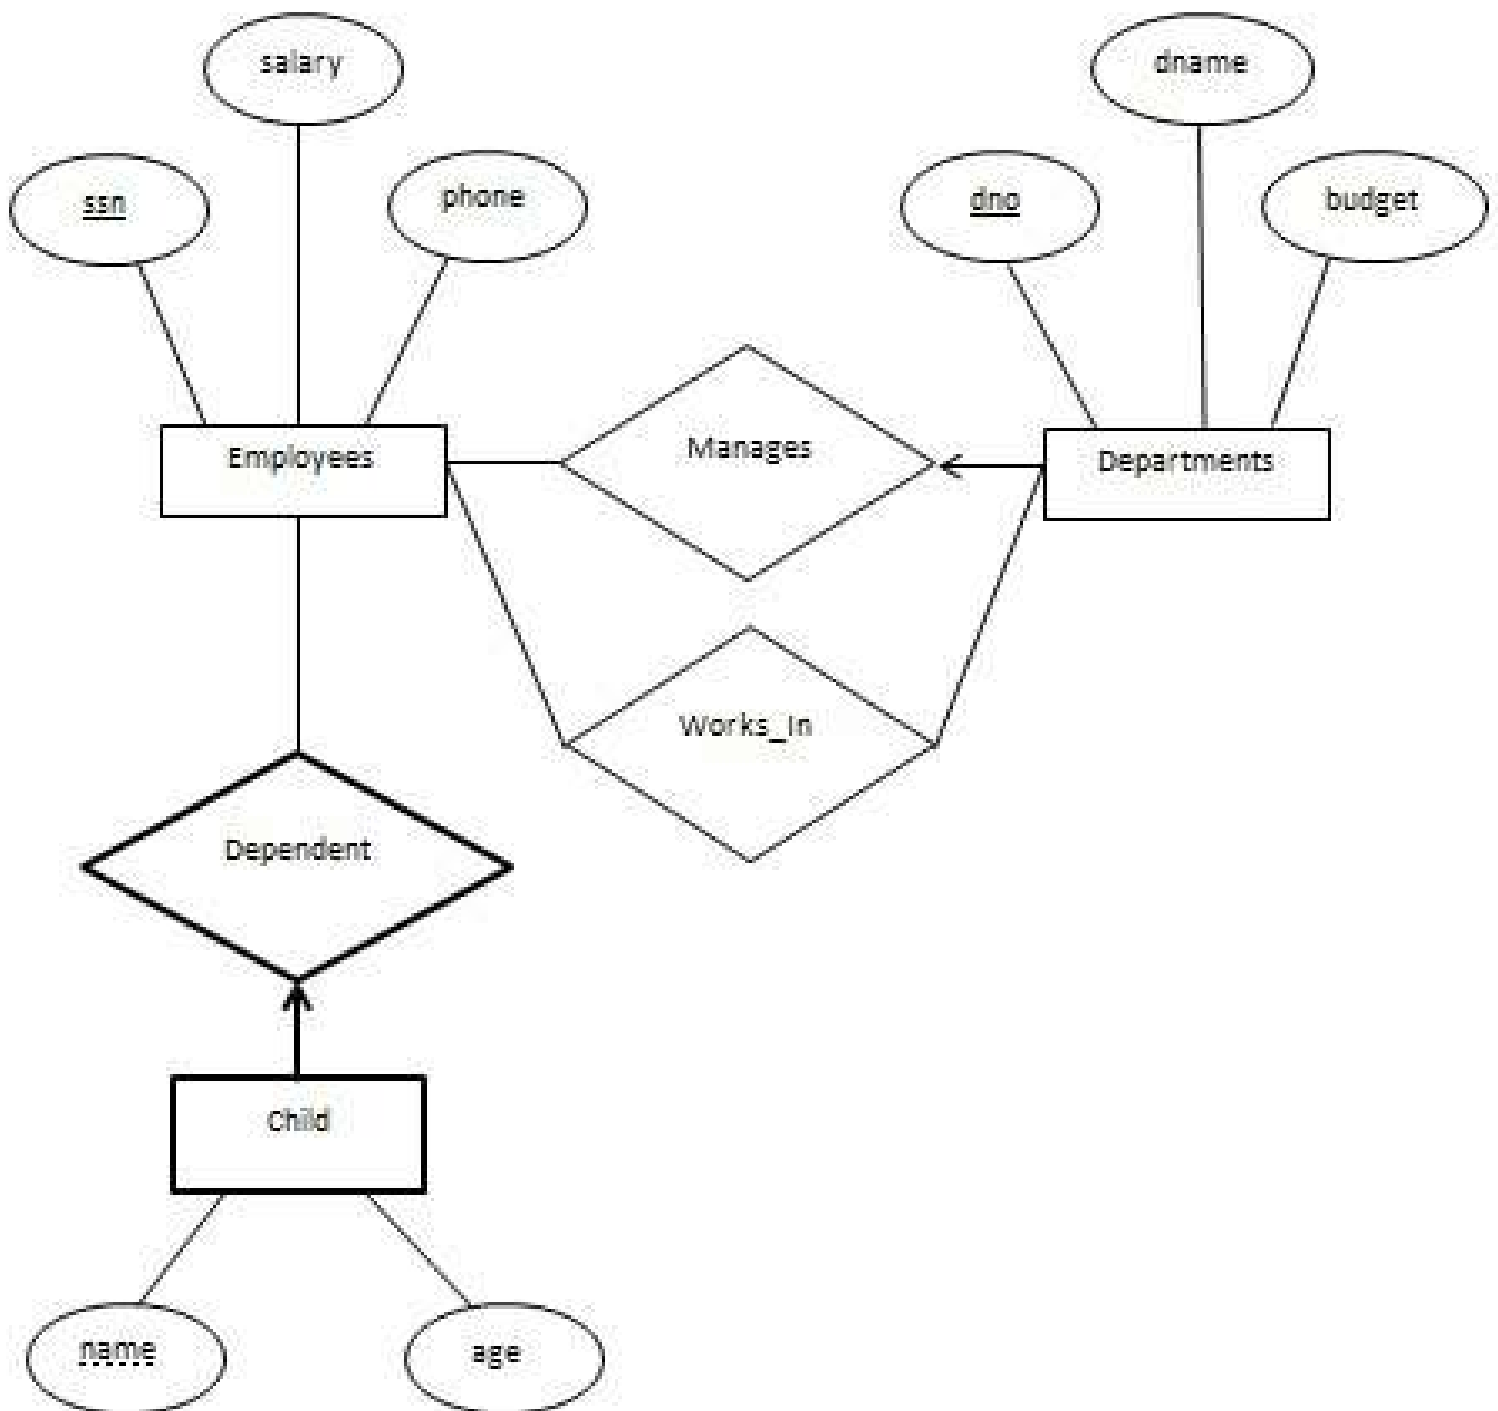 salary
dname
ssn
phone
dno
budget
Employees
Manages
Departments
Works_In
Dependent
Child
name
age